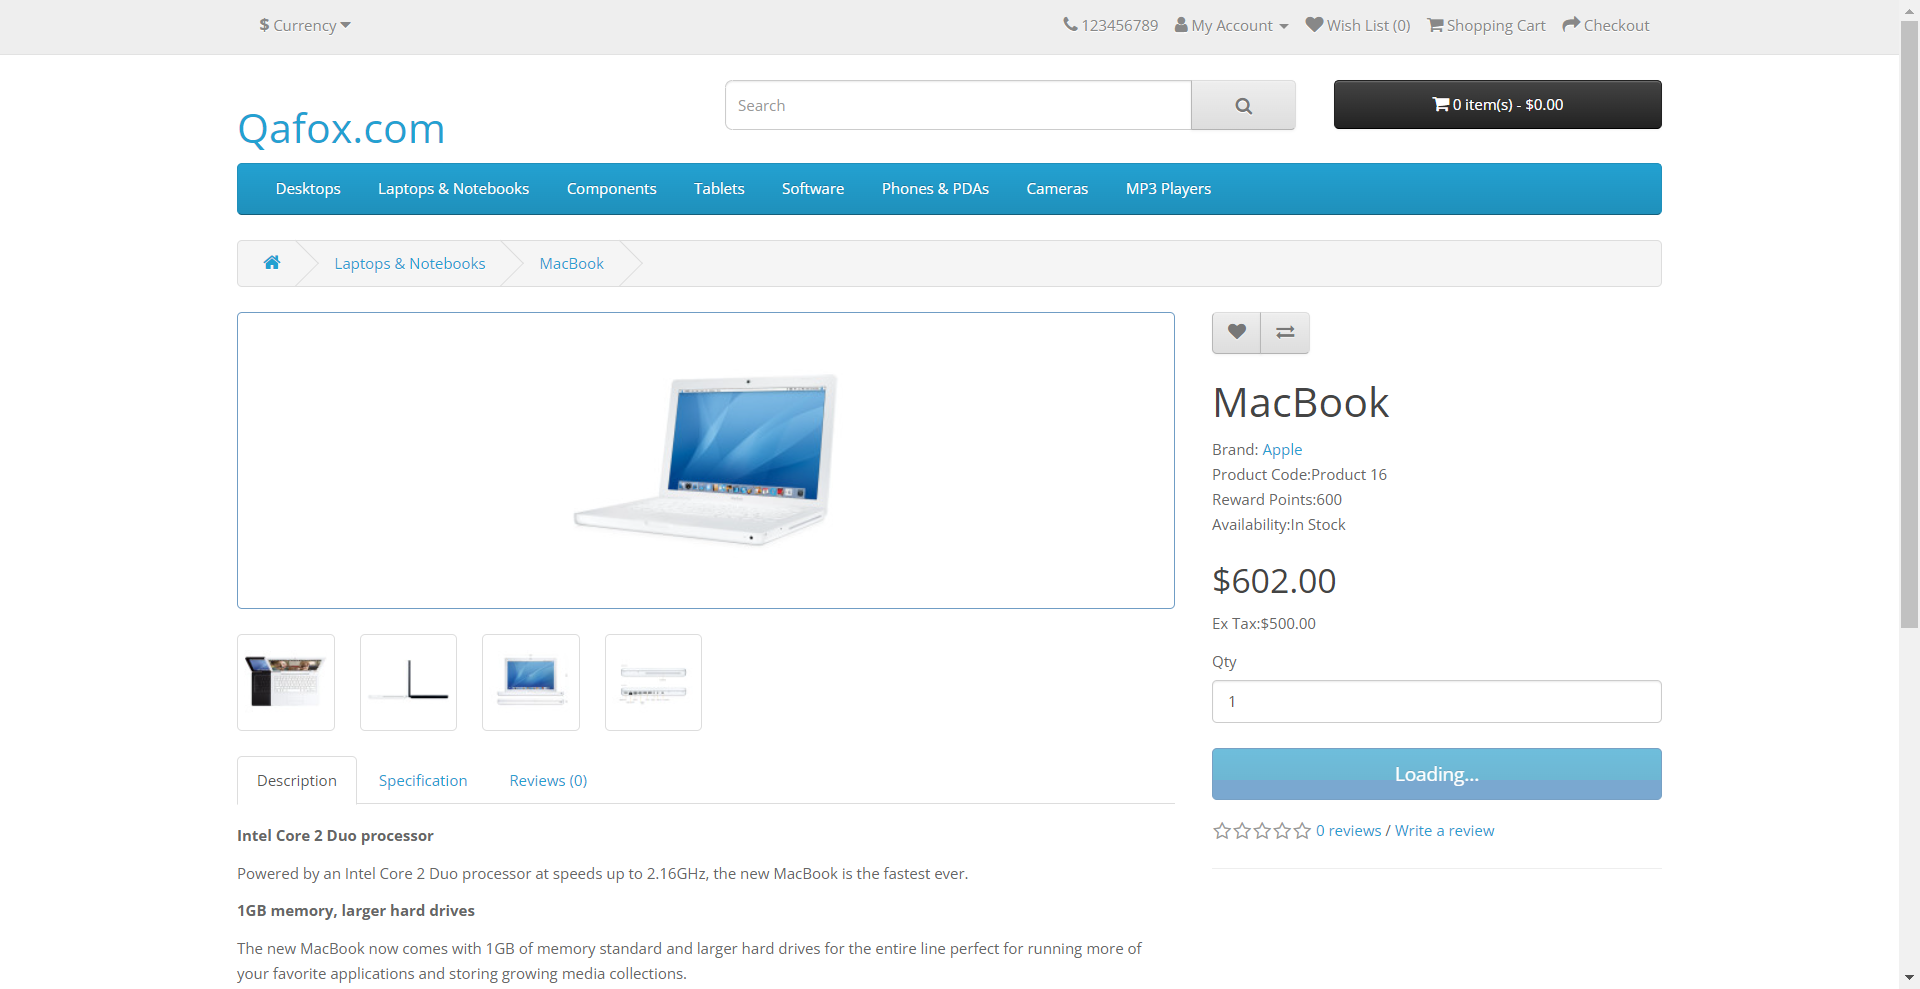 $ Currency
123456789 My Account Wish List (0) Shopping Cart Checkout
Qafox.com
Search
0 item(s) - $0.00
Desktops Laptops & Notebooks Components Tablets Software Phones & PDAs Cameras MP3 Players
Laptops & Notebooks MacBook
MacBook
Brand: Apple
Product Code:Product 16
Reward Points:600
Availability:In Stock
$602.00
Ex Tax:$500.00
Qty
1
Loading...
0 reviews / Write a review
Description Specification Reviews (0)
Intel Core 2 Duo processor
Powered by an Intel Core 2 Duo processor at speeds up to 2.16GHz, the new MacBook is the fastest ever.
1GB memory, larger hard drives
The new MacBook now comes with 1GB of memory standard and larger hard drives for the entire line perfect for running more of
your favorite applications and storing growing media collections.